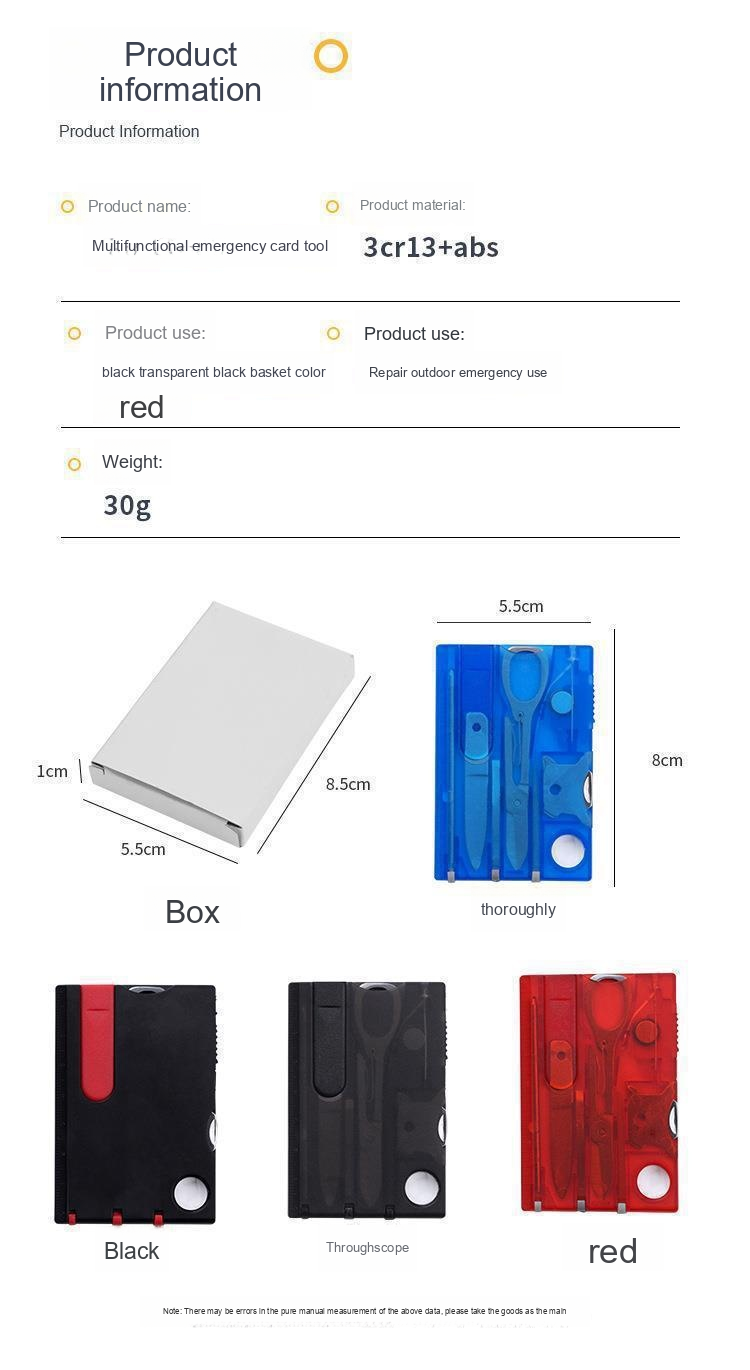 Product
information
Product Information
Product name:
Product material:
Multifunctional emergency card tool
3cr13+abs
Product use:
Product use:
black transparent black basket color
Repair outdoor emergency use
red
Weight:
30g
5.5cm
1cm
8.5cm
8cm
5.5cm
Box
thoroughly
Black
Throughscope
red
Note: There may be errors in the pure manual measurement of the above data, please take the goods as the main